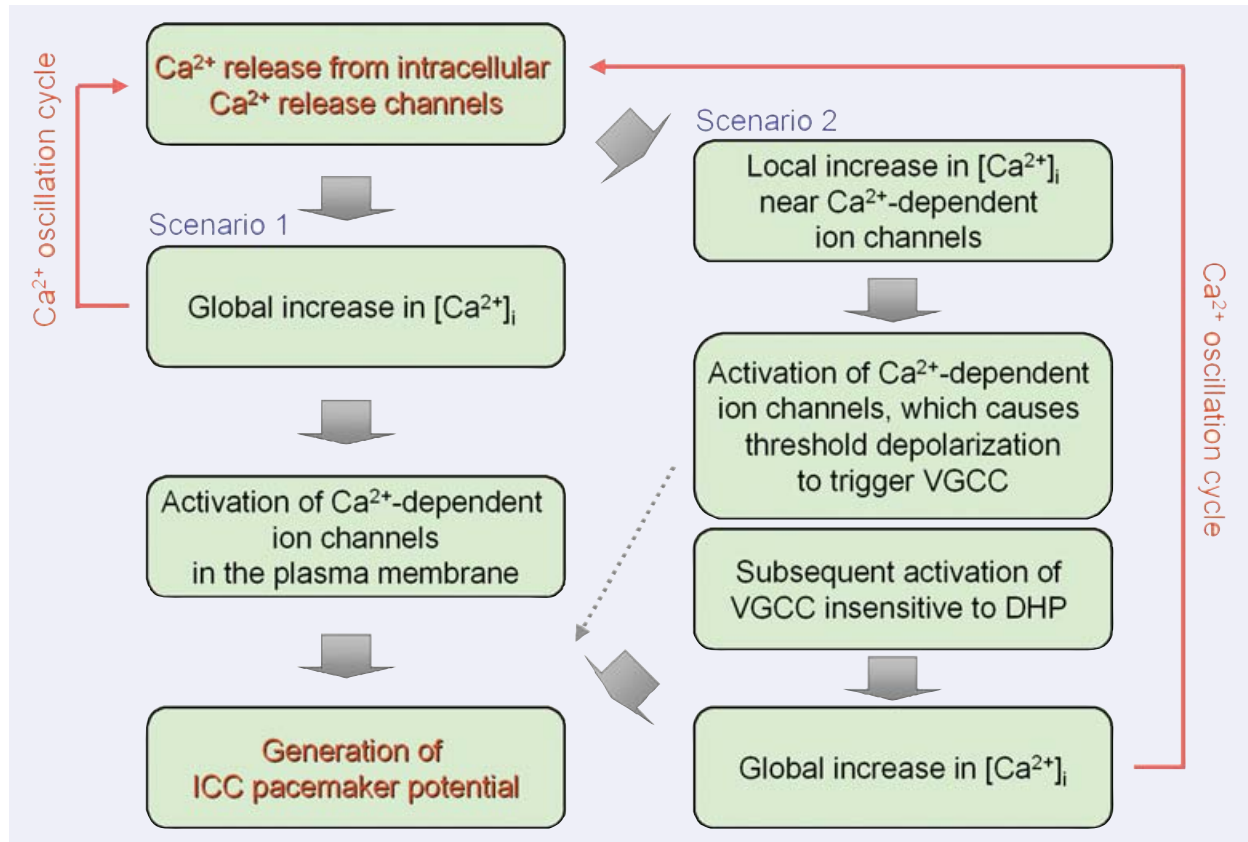 Ca²⁺ oscillation cycle
Ca²⁺ release from intracellular
Ca²⁺ release channels
Scenario 1
Global increase in [Ca²⁺]ᵢ
Activation of Ca²⁺-dependent
ion channels
in the plasma membrane
Generation of
ICC pacemaker potential
Scenario 2
Local increase in [Ca²⁺]ᵢ
near Ca²⁺-dependent
ion channels
Activation of Ca²⁺-dependent
ion channels, which causes
threshold depolarization
to trigger VGCC
Subsequent activation of
VGCC insensitive to DHP
Global increase in [Ca²⁺]ᵢ
Ca²⁺ oscillation cycle